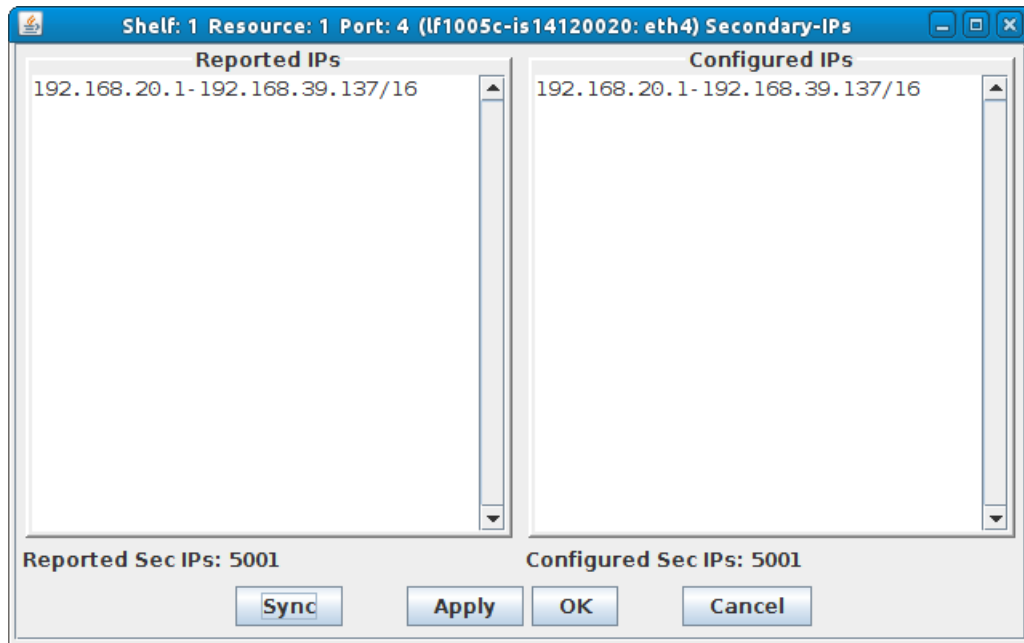 Shelf: 1 Resource: 1 Port: 4 (lf1005c-is14120020: eth4) Secondary-IPs
Reported IPs
192.168.20.1-192.168.39.137/16
Configured IPs
192.168.20.1-192.168.39.137/16
Reported Sec IPs: 5001
Configured Sec IPs: 5001
Sync
Apply
OK
Cancel